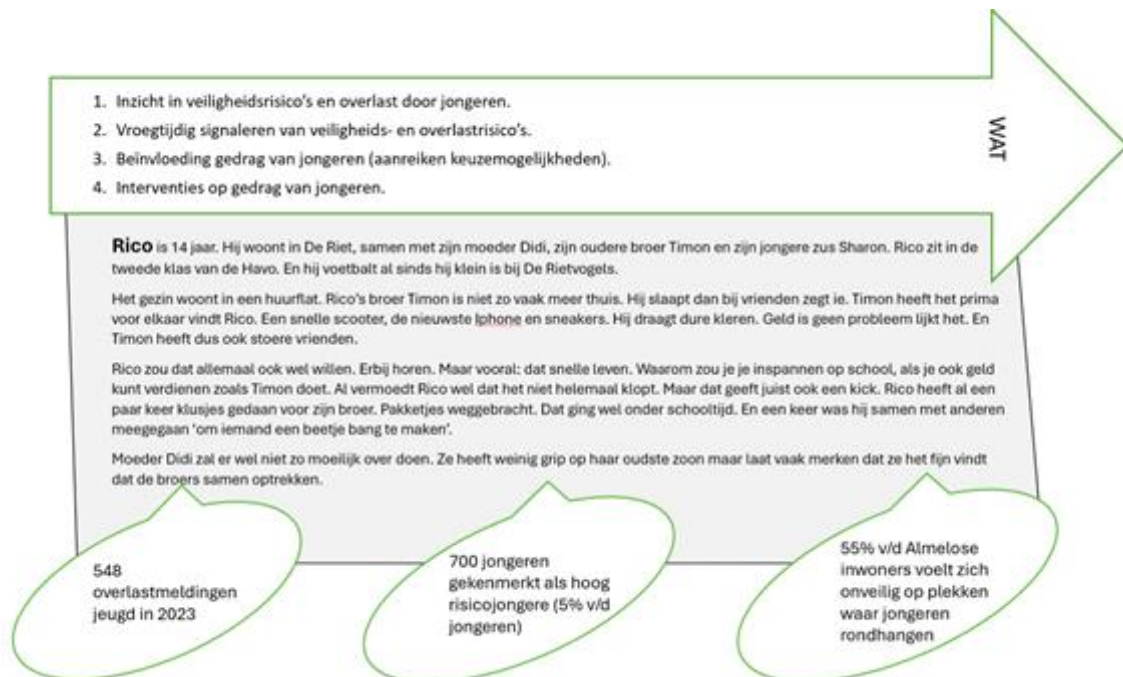 1. Inzicht in veiligheidsrisico's en overlast door jongeren.
2. Vroegtijdig signaleren van veiligheids- en overlastrisico's.
3. Beïnvloeding gedrag van jongeren (aanreiken keuzemogelijkheden).
4. Interventies op gedrag van jongeren.
WAT
Rico is 14 jaar. Hij woont in De Riet, samen met zijn moeder Didi, zijn oudere broer Timon en zijn jongere zus Sharon. Rico zit in de
tweede klas van de Havo. En hij voetbalt al sinds hij klein is bij De Rietvogels.
Het gezin woont in een huurflat. Rico's broer Timon is niet zo vaak meer thuis. Hij slaapt dan bij vrienden zegt ie. Timon heeft het prima
voor elkaar vindt Rico. Een snelle scooter, de nieuwste Iphone en sneakers. Hij draagt dure kleren. Geld is geen probleem lijkt het. En
Timon heeft dus ook stoere vrienden.
Rico zou dat allemaal ook wel willen. Erbij horen. Maar vooral: dat snelle leven. Waarom zou je je inspannen op school, als je ook geld
kunt verdienen zoals Timon doet. Al vermoedt Rico wel dat het niet helemaal klopt. Maar dat geeft juist ook een kick. Rico heeft al een
paar keer klusjes gedaan voor zijn broer. Pakketjes weggebracht. Dat ging wel onder schooltijd. En een keer was hij samen met anderen
meegegaan 'om iemand een beetje bang te maken'.
Moeder Didi zal er wel niet zo moeilijk over doen. Ze heeft weinig grip op haar oudste zoon maar laat vaak merken dat ze het fijn vindt
dat de broers samen optrekken.
548
overlastmeldingen
jeugd in 2023
700 jongeren
gekenmerkt als hoog
risicojongere (5% v/d
jongeren)
55% v/d Almelose
inwoners voelt zich
onveilig op plekken
waar jongeren
rondhangen